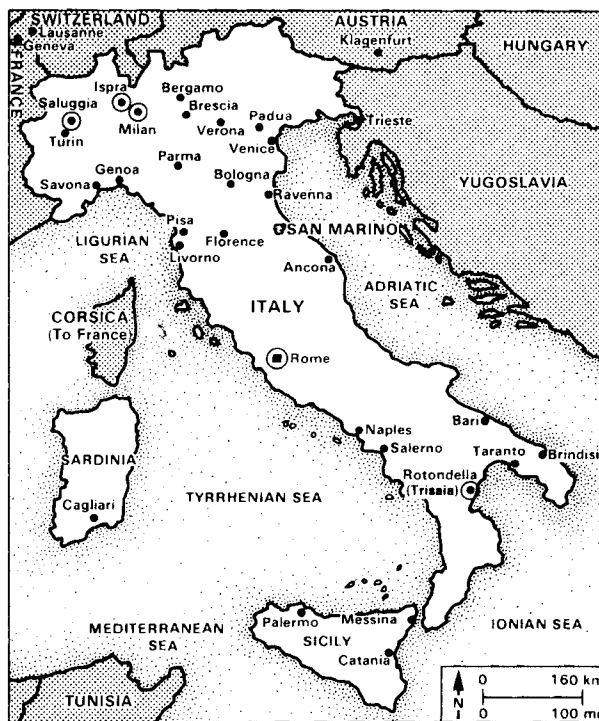 SWITZERLAND
Lausanne
Geneva
FRANCE
AUSTRIA
Klagenfurt
HUNGARY
Ispra
Bergamo
Saluggia
Brescia
Milan
Verona
Padua
Trieste
Turin
Venice
Parma
Genoa
Bologna
YUGOSLAVIA
Savona
Ravenna
Pisa
SAN MARINO
LIGURIAN
SEA
Florence
Livorno
Ancona
ADRIATIC
SEA
ITALY
CORSICA
(To France)
Rome
Naples
Bari
Salerno
Taranto
Brindisi
SARDINIA
Rotondella
(Trisaia)
TYRRHENIAN SEA
Cagliari
Palermo
Messina
IONIAN SEA
MEDITERRANEAN
SEA
SICILY
Catania
TUNISIA
N
0 160 km
0 100 mi